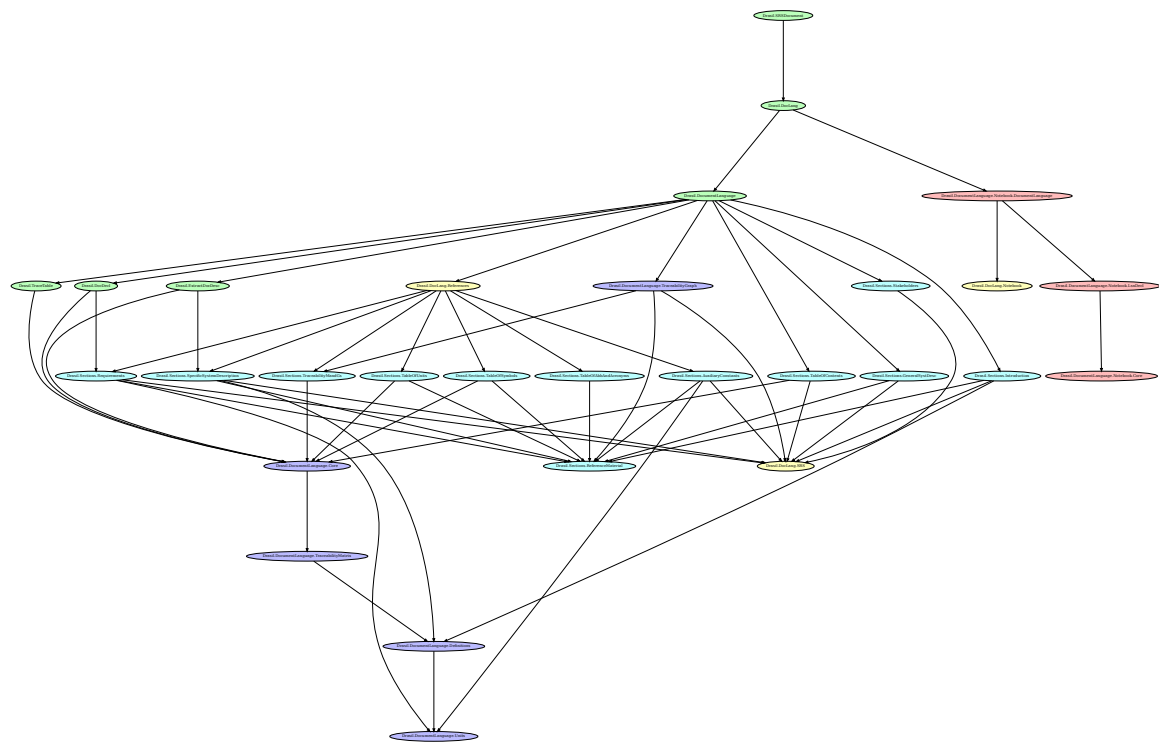 Drasil.SRSDocument
Drasil.DocLang
Drasil.DocumentLanguage
Drasil.DocumentLanguage.Notebook.DocumentLanguage
Drasil.TraceTable
Drasil.DocDecl
Drasil.ExtractDocDesc
Drasil.DocLang.References
Drasil.DocumentLanguage.TraceabilityGraph
Drasil.Sections.Stakeholders
Drasil.DocLang.Notebook
Drasil.DocumentLanguage.Notebook.LsnDecl
Drasil.Sections.Requirements
Drasil.Sections.SpecificSystemDescription
Drasil.Sections.TraceabilityMandGs
Drasil.Sections.TableOfUnits
Drasil.Sections.TableOfSymbols
Drasil.Sections.TableOfAbbAndAcronyms
Drasil.Sections.AuxiliaryConstants
Drasil.Sections.TableOfContents
Drasil.Sections.GeneralSystDesc
Drasil.Sections.Introduction
Drasil.DocumentLanguage.Notebook.Core
Drasil.DocumentLanguage.Core
Drasil.Sections.ReferenceMaterial
Drasil.DocLang.SRS
Drasil.DocumentLanguage.TraceabilityMatrix
Drasil.DocumentLanguage.Definitions
Drasil.DocumentLanguage.Units